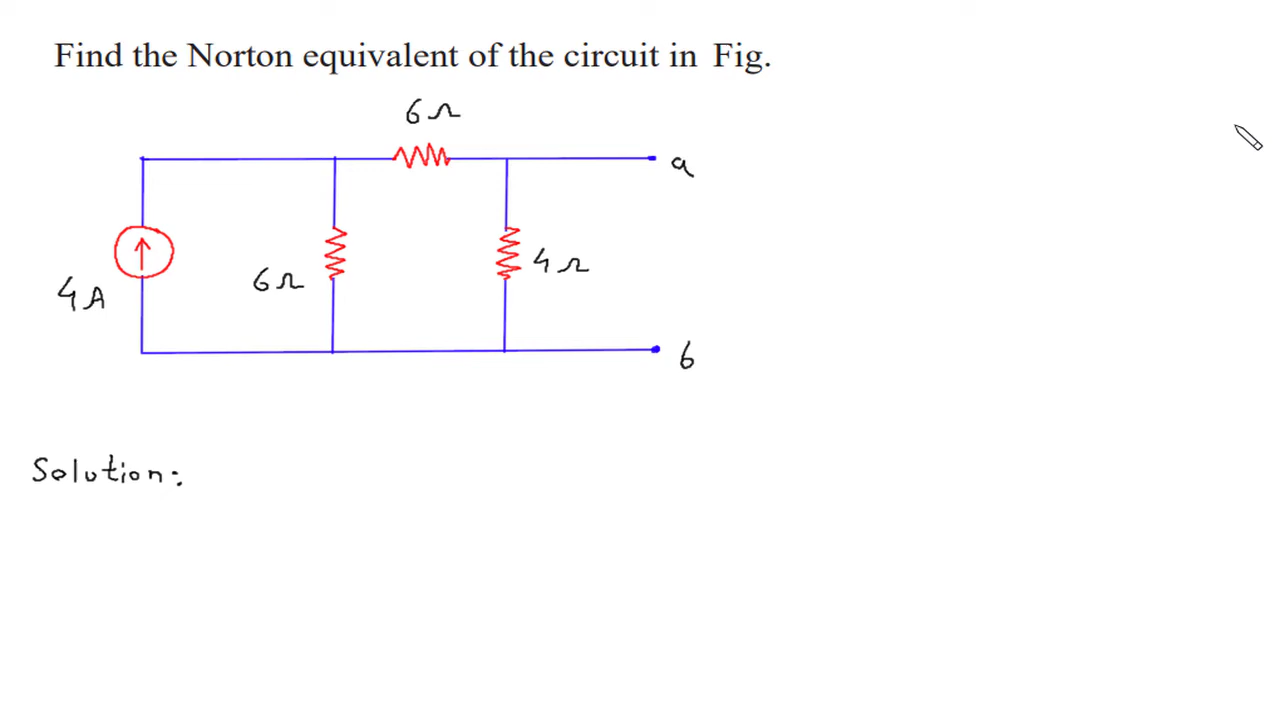 Find the Norton equivalent of the circuit in Fig.
6Ω
a
4A
6Ω
4Ω
b
Solution: